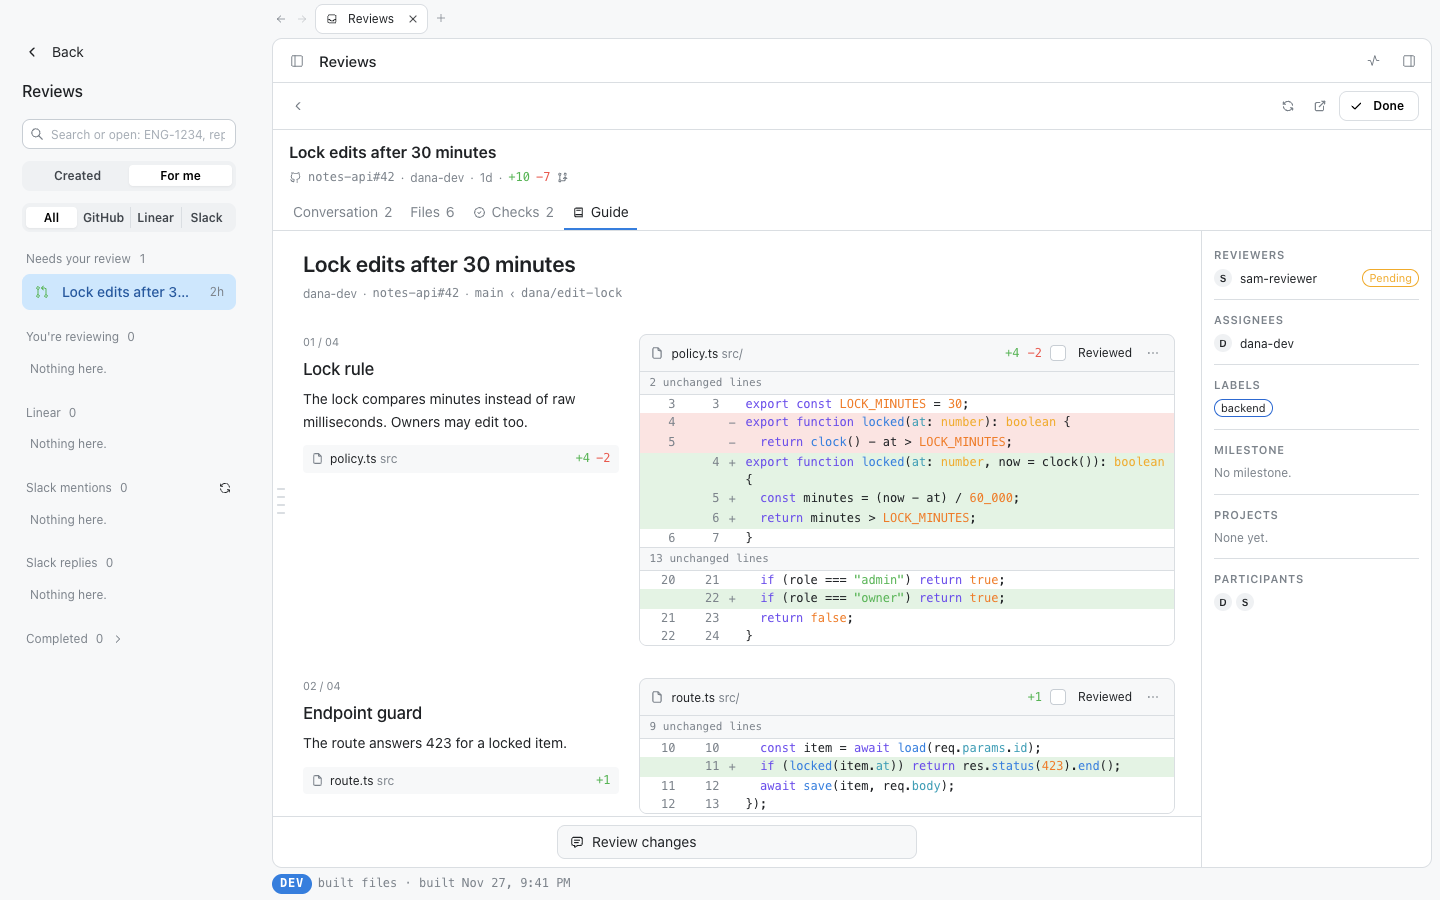 Reviews
Back
Reviews
Reviews
Search or open: ENG-1234, rep
Done
Created
For me
All
GitHub
Linear
Slack
Needs your review 1
Lock edits after 3... 2h
You're reviewing 0
Nothing here.
Linear 0
Nothing here.
Slack mentions 0
Nothing here.
Slack replies 0
Nothing here.
Completed 0
Lock edits after 30 minutes
notes-api#42 · dana-dev · 1d · +10 −7
Conversation 2
Files 6
Checks 2
Guide
Lock edits after 30 minutes
dana-dev · notes-api#42 · main ‹ dana/edit-lock
01 / 04
Lock rule
The lock compares minutes instead of raw
milliseconds. Owners may edit too.
policy.ts src +4 −2
policy.ts src/ +4 −2 Reviewed ···
2 unchanged lines
3 3 export const LOCK_MINUTES = 30;
4 − export function locked(at: number): boolean {
5 − return clock() − at > LOCK_MINUTES;
4 + export function locked(at: number, now = clock()): boolean
{
5 + const minutes = (now − at) / 60_000;
6 + return minutes > LOCK_MINUTES;
6 7 }
13 unchanged lines
20 21 if (role === "admin") return true;
22 + if (role === "owner") return true;
21 23 return false;
22 24 }
02 / 04
Endpoint guard
The route answers 423 for a locked item.
route.ts src +1
route.ts src/ +1 Reviewed ···
9 unchanged lines
10 10 const item = await load(req.params.id);
11 + if (locked(item.at)) return res.status(423).end();
11 12 await save(item, req.body);
12 13 });
Review changes
REVIEWERS
S sam-reviewer Pending
ASSIGNEES
D dana-dev
LABELS
backend
MILESTONE
No milestone.
PROJECTS
None yet.
PARTICIPANTS
D S
DEV built files · built Nov 27, 9:41 PM